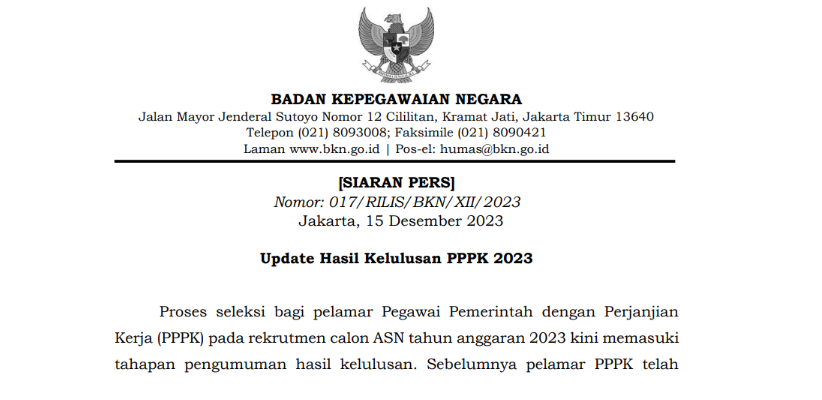 BADAN KEPEGAWAIAN NEGARA
Jalan Mayor Jenderal Sutoyo Nomor 12 Cililitan, Kramat Jati, Jakarta Timur 13640
Telepon (021) 8093008; Faksimile (021) 8090421
Laman www.bkn.go.id | Pos-el: humas@bkn.go.id
[SIARAN PERS]
Nomor: 017/RILIS/BKN/XII/2023
Jakarta, 15 Desember 2023
Update Hasil Kelulusan PPPK 2023
Proses seleksi bagi pelamar Pegawai Pemerintah dengan Perjanjian
Kerja (PPPK) pada rekrutmen calon ASN tahun anggaran 2023 kini memasuki
tahapan pengumuman hasil kelulusan. Sebelumnya pelamar PPPK telah